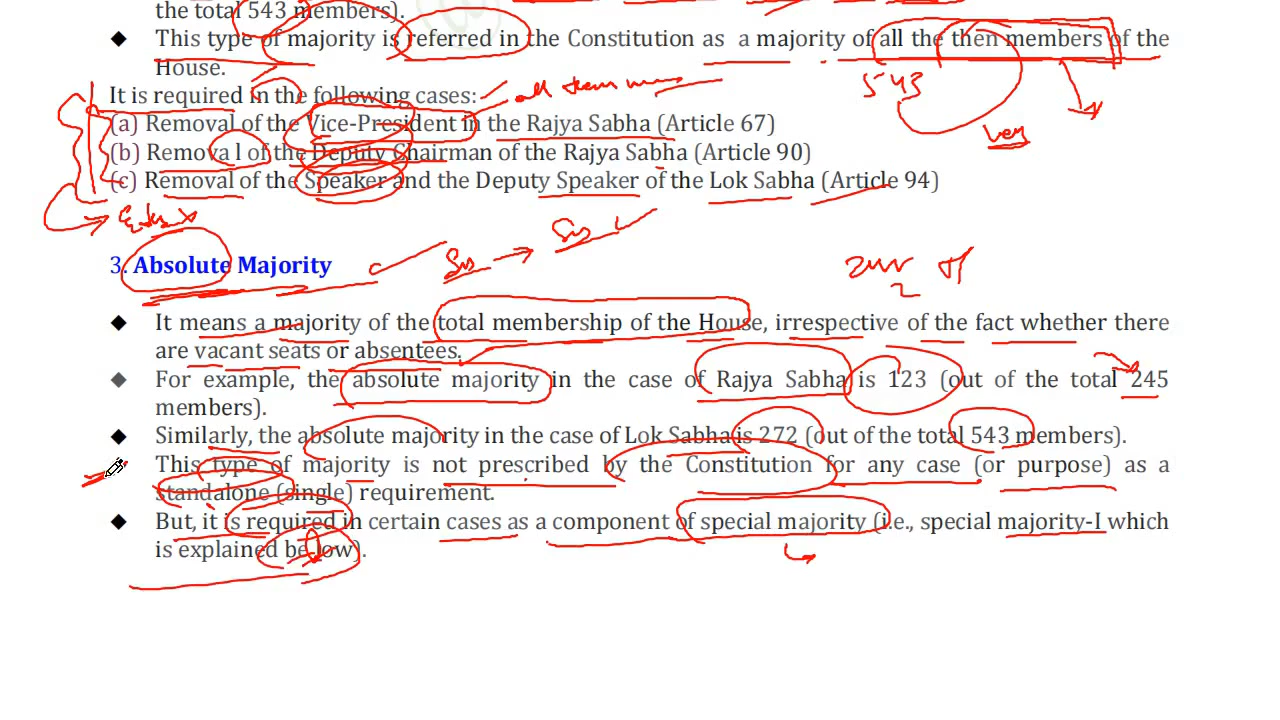 the total 543 members).
◆ This type of majority is referred in the Constitution as a majority of all the then members of the
House.
It is required in the following cases:
(a) Removal of the Vice-President in the Rajya Sabha (Article 67)
(b) Remova l of the Deputy Chairman of the Rajya Sabha (Article 90)
(c) Removal of the Speaker and the Deputy Speaker of the Lok Sabha (Article 94)
543
3. Absolute Majority
◆ It means a majority of the total membership of the House, irrespective of the fact whether there
are vacant seats or absentees.
◆ For example, the absolute majority in the case of Rajya Sabha is 123 (out of the total 245
members).
◆ Similarly, the absolute majority in the case of Lok Sabha is 272 (out of the total 543 members).
This type of majority is not prescribed by the Constitution for any case (or purpose) as a
standalone (single) requirement.
◆ But, it is required in certain cases as a component of special majority (i.e., special majority-I which
is explained below).